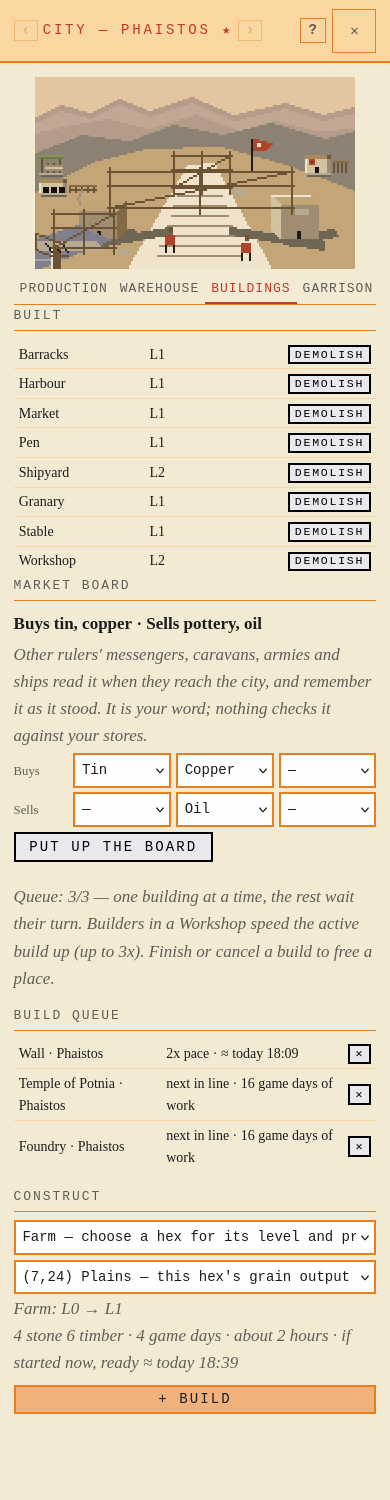 ‹ CITY — PHAISTOS ★ › ? ×
PRODUCTION WAREHOUSE BUILDINGS GARRISON
BUILT
Barracks L1 DEMOLISH
Harbour L1 DEMOLISH
Market L1 DEMOLISH
Pen L1 DEMOLISH
Shipyard L2 DEMOLISH
Granary L1 DEMOLISH
Stable L1 DEMOLISH
Workshop L2 DEMOLISH
MARKET BOARD
Buys tin, copper · Sells pottery, oil
Other rulers' messengers, caravans, armies and
ships read it when they reach the city, and remember
it as it stood. It is your word; nothing checks it
against your stores.
Buys Tin Copper —
Sells — Oil —
PUT UP THE BOARD
Queue: 3/3 — one building at a time, the rest wait
their turn. Builders in a Workshop speed the active
build up (up to 3x). Finish or cancel a build to free a
place.
BUILD QUEUE
Wall · Phaistos 2x pace · ≈ today 18:09 ×
Temple of Potnia · next in line · 16 game days of ×
Phaistos work
Foundry · Phaistos next in line · 16 game days of ×
work
CONSTRUCT
Farm — choose a hex for its level and pr
(7,24) Plains — this hex's grain output
Farm: L0 → L1
4 stone 6 timber · 4 game days · about 2 hours · if
started now, ready ≈ today 18:39
+ BUILD